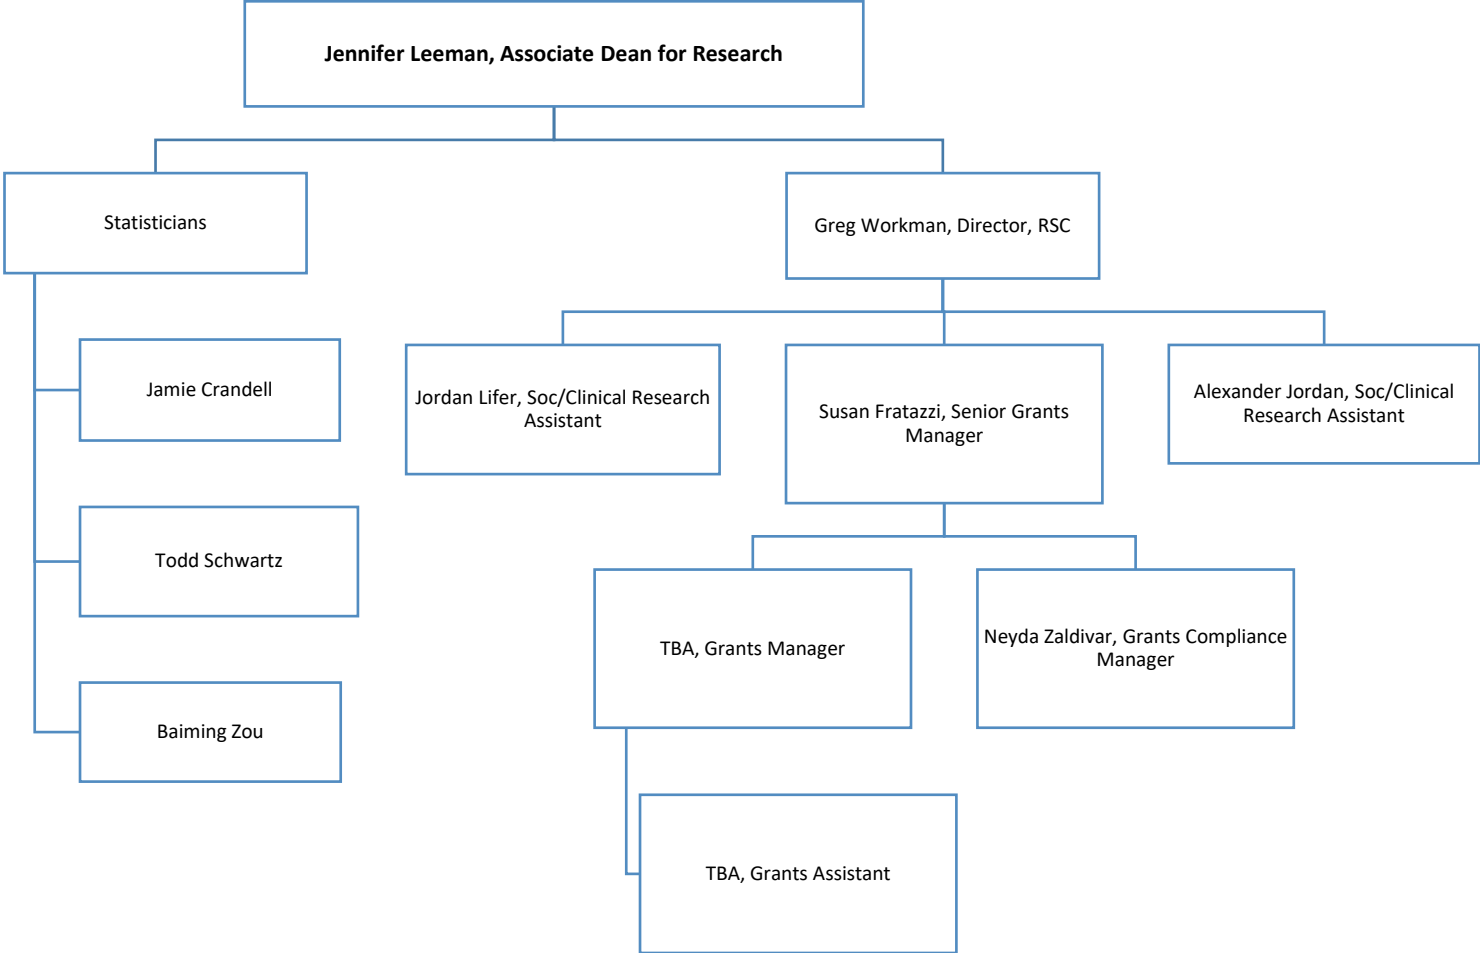 Jennifer Leeman, Associate Dean for Research
Statisticians
Greg Workman, Director, RSC
Jamie Crandell
Todd Schwartz
Baiming Zou
Jordan Lifer, Soc/Clinical Research
Assistant
Susan Fratazzi, Senior Grants
Manager
Alexander Jordan, Soc/Clinical
Research Assistant
TBA, Grants Manager
Neyda Zaldivar, Grants Compliance
Manager
TBA, Grants Assistant